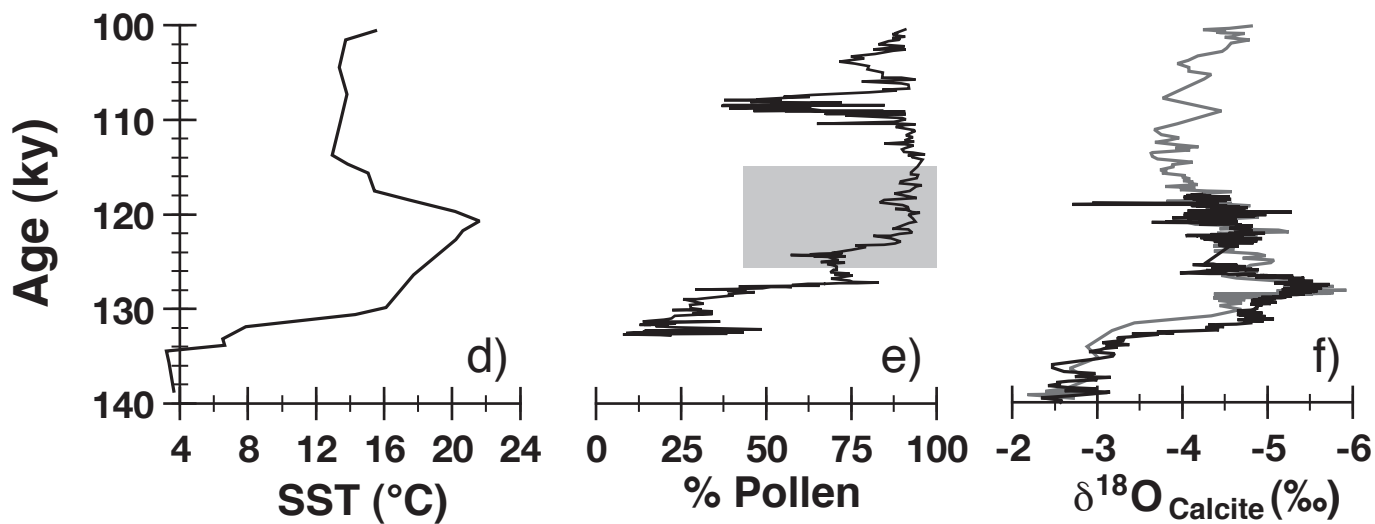 100
110
120
130
140
Age (ky)
d)
e)
f)
4 8 12 16 20 24
0 25 50 75 100
-2 -3 -4 -5 -6
SST (°C)
% Pollen
δ18O Calcite (‰)